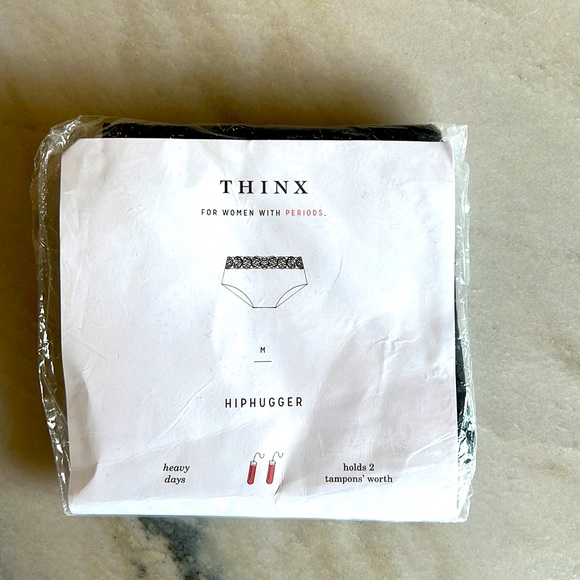 THINX
FOR WOMEN WITH PERIODS.
M
HIPHUGGER
heavy
days
holds 2
tampons' worth